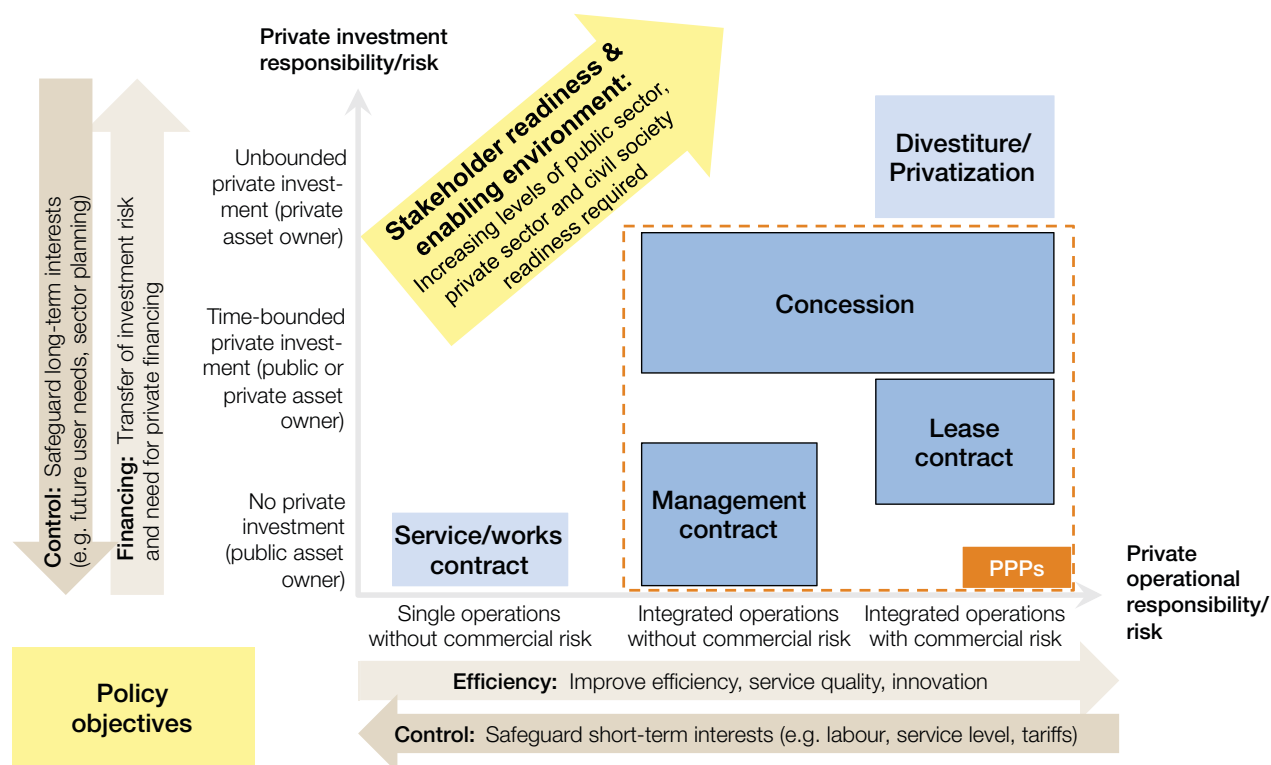 Private investment
responsibility/risk
Stakeholder readiness &
enabling environment:
Increasing levels of public sector,
private sector and civil society
readiness required
Divestiture/
Privatization
Unbounded
private invest-
ment (private
asset owner)
Concession
Time-bounded
private invest-
ment (public or
private asset
owner)
Lease
contract
Management
contract
No private
investment
(public asset
owner)
Service/works
contract
PPPs
Private
operational
responsibility/
risk
Control: Safeguard long-term interests
(e.g. future user needs, sector planning)
Financing: Transfer of investment risk
and need for private financing
Single operations
without commercial risk
Integrated operations
without commercial risk
Integrated operations
with commercial risk
Policy
objectives
Efficiency: Improve efficiency, service quality, innovation
Control: Safeguard short-term interests (e.g. labour, service level, tariffs)